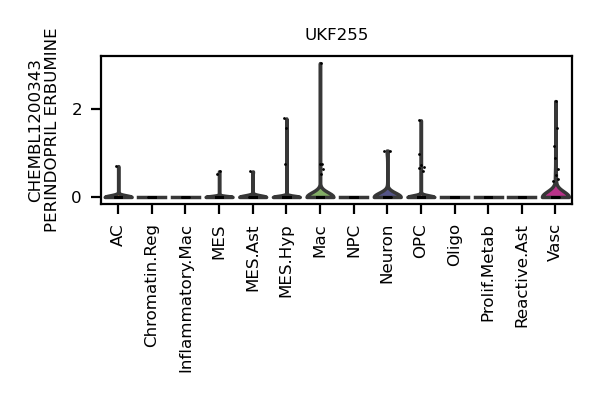 UKF255
CHEMBL1200343
PERINDOPRIL ERBUMINE
2
0
AC
Chromatin.Reg
Inflammatory.Mac
MES
MES.Ast
MES.Hyp
Mac
NPC
Neuron
OPC
Oligo
Prolif.Metab
Reactive.Ast
Vasc